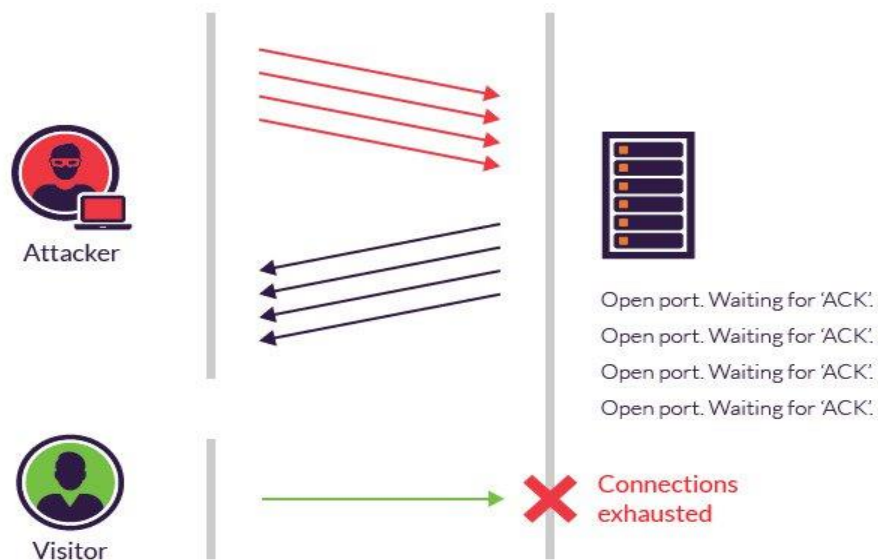 Attacker
Open port. Waiting for ‘ACK’.
Open port. Waiting for ‘ACK’.
Open port. Waiting for ‘ACK’.
Open port. Waiting for ‘ACK’.
Visitor
Connections
exhausted